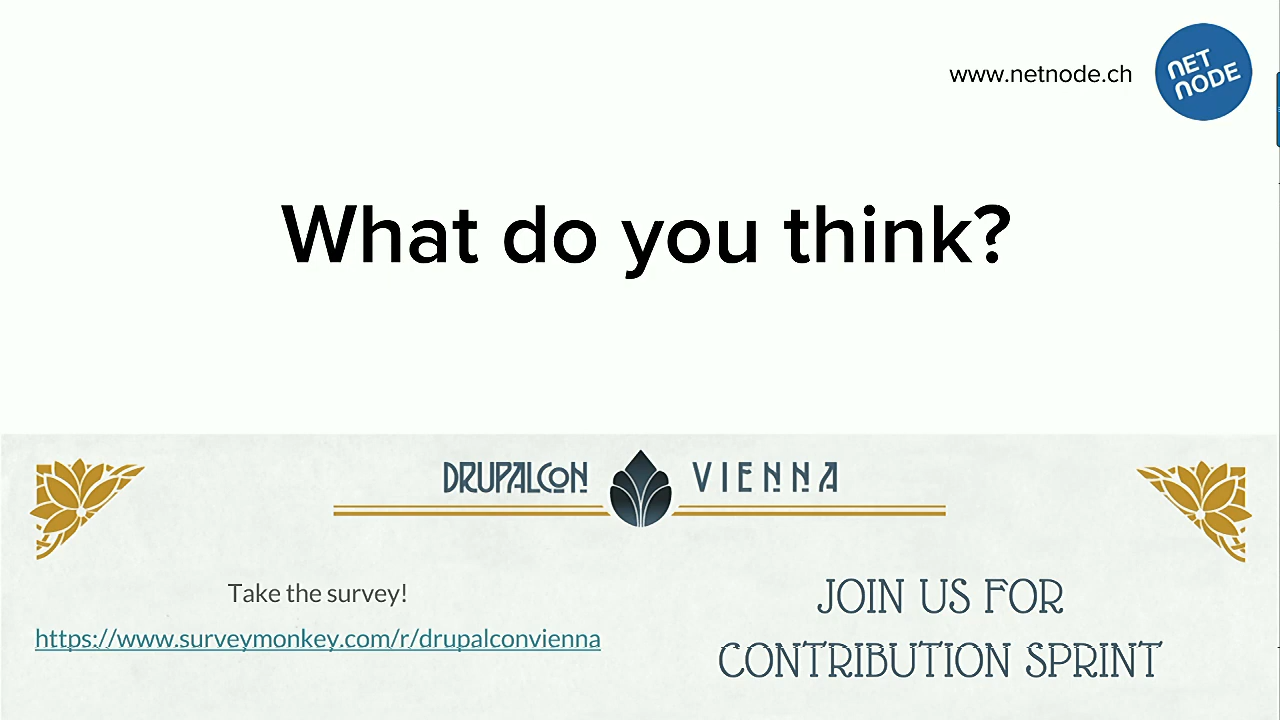 www.netnode.ch
NET
NODE
What do you think?
DRUPALCON VIENNA
Take the survey!
https://www.surveymonkey.com/r/drupalconvienna
JOIN US FOR
CONTRIBUTION SPRINT